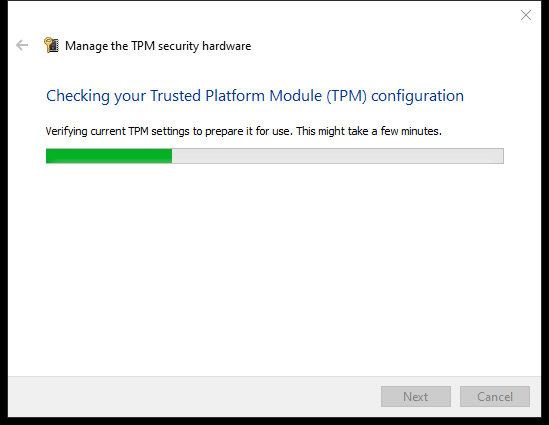 Manage the TPM security hardware
Checking your Trusted Platform Module (TPM) configuration
Verifying current TPM settings to prepare it for use. This might take a few minutes.
Next Cancel